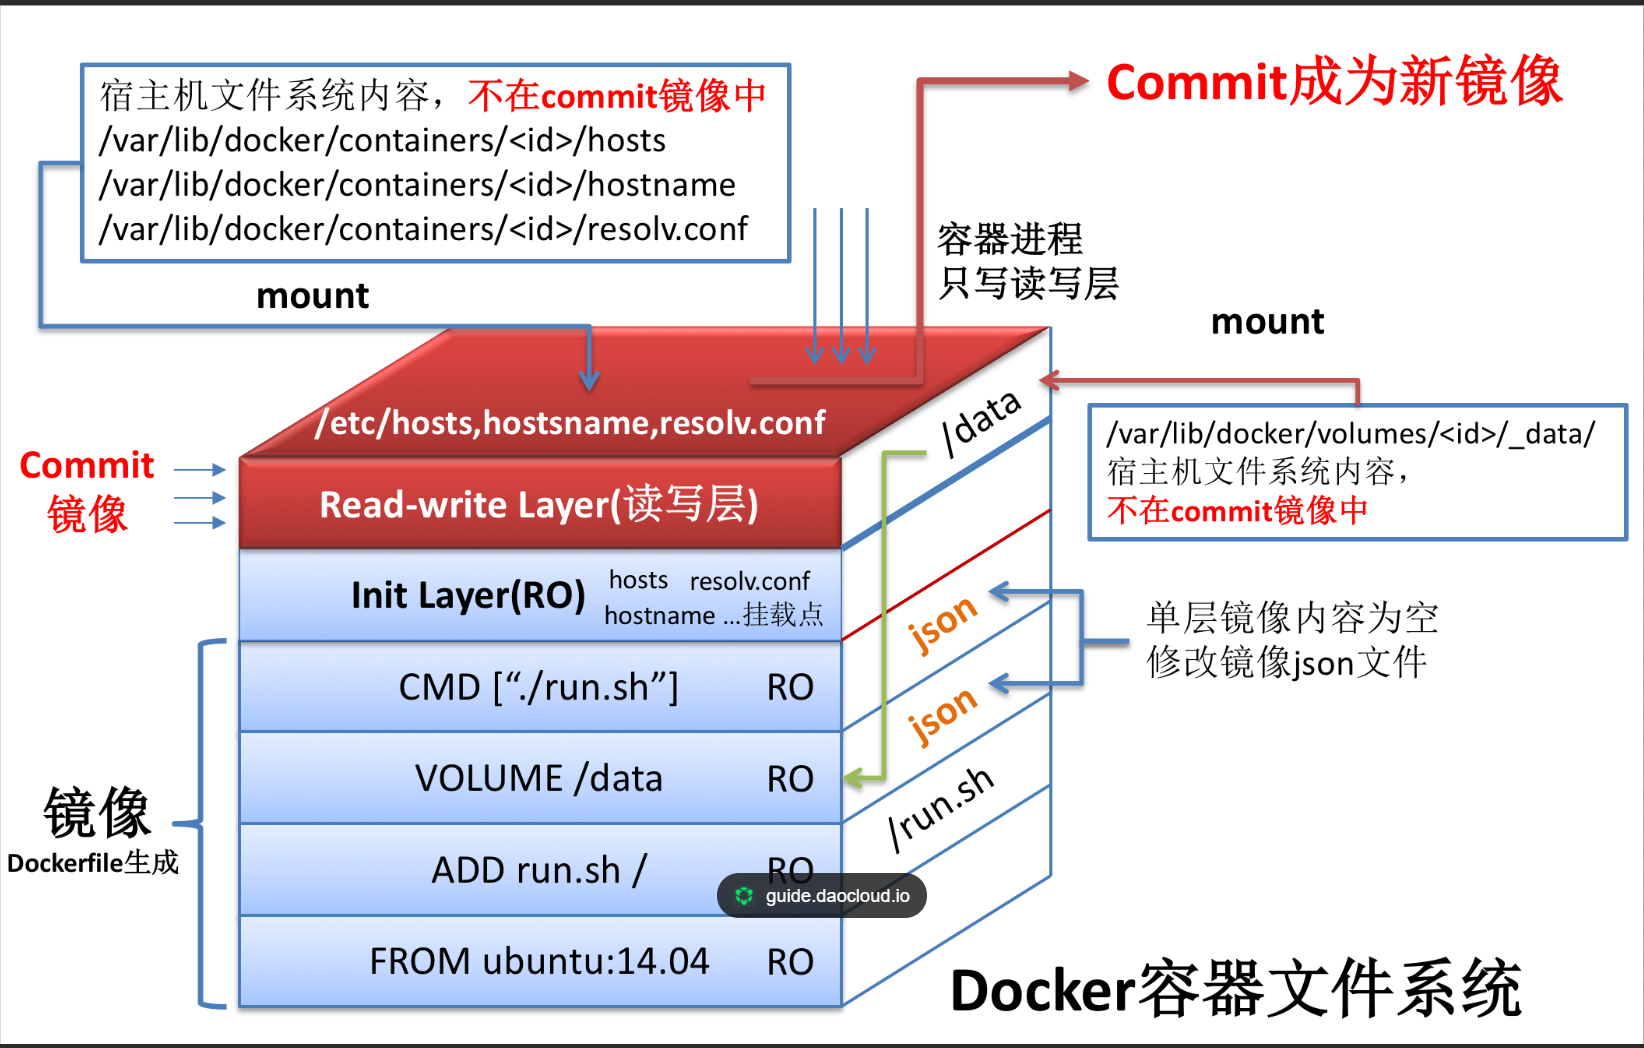 宿主机文件系统内容，不在commit镜像中
/var/lib/docker/containers/<id>/hosts
/var/lib/docker/containers/<id>/hostname
/var/lib/docker/containers/<id>/resolv.conf
mount
Commit成为新镜像
容器进程
只写读写层
mount
/var/lib/docker/volumes/<id>/_data/
宿主机文件系统内容，
不在commit镜像中
/etc/hosts,hostsname,resolv.conf
/data
Commit
镜像
Read-write Layer(读写层)
Init Layer(RO)
hosts resolv.conf
hostname ...挂载点
json
json
单层镜像内容为空
修改镜像json文件
CMD [“./run.sh”] RO
VOLUME /data RO
/run.sh
镜像
Dockerfile生成
ADD run.sh / RO
guide.daocloud.io
FROM ubuntu:14.04 RO
Docker容器文件系统